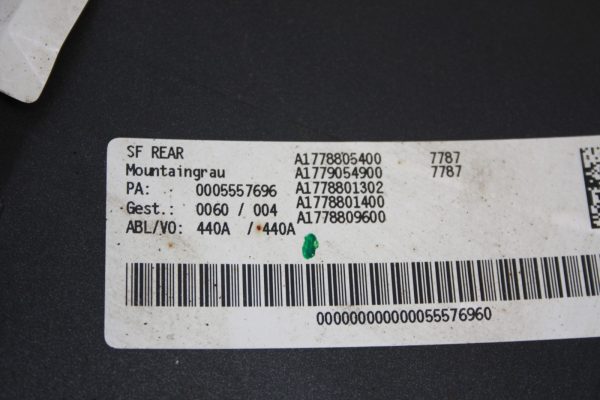 SF REAR A1778805400 7787
Mountaingrau A1779054900 7787
PA: 0005557696 A1778801302
Gest.: 0060 / 004 A1778801400
ABL/VO: 440A / 440A A1778809600
000000000000055576960